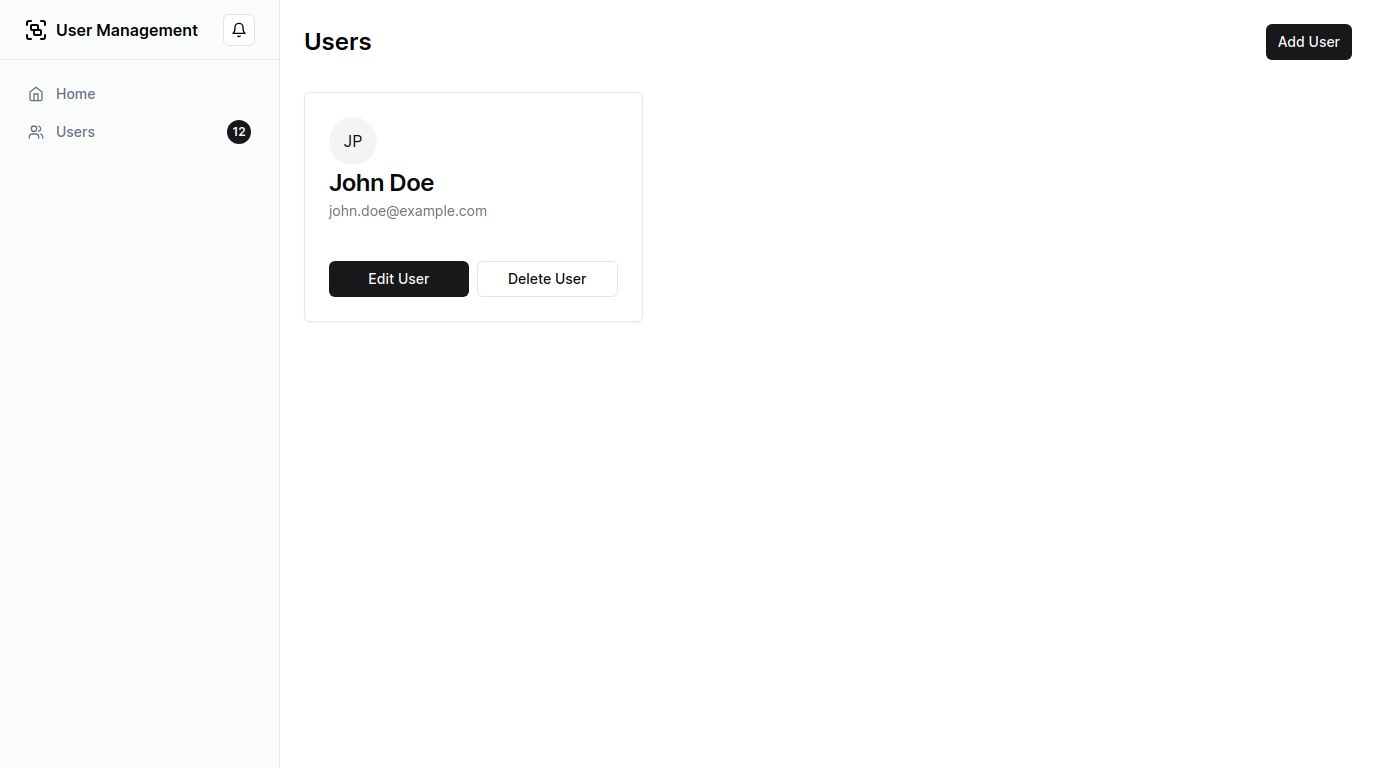 User Management
Home
Users
12
Users
Add User
JP
John Doe
john.doe@example.com
Edit User
Delete User